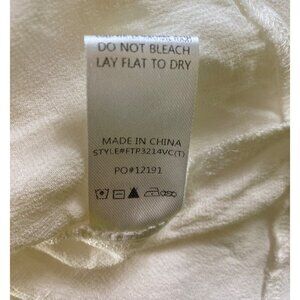 DO NOT BLEACH
LAY FLAT TO DRY
MADE IN CHINA
STYLE#FTP3214VC(T)
PO#12191